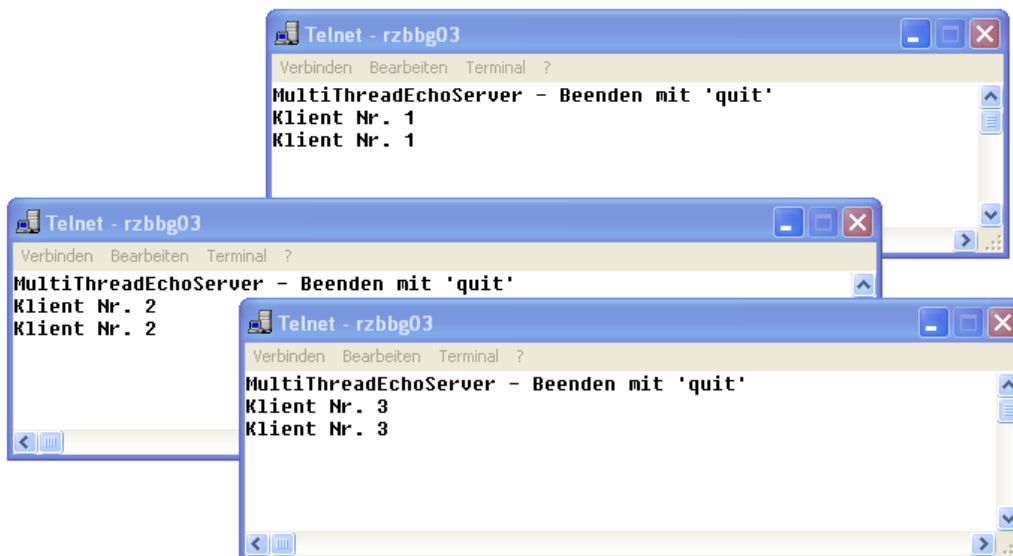 Telnet - rzbbg03
Verbinden Bearbeiten Terminal ?
MultiThreadEchoServer - Beenden mit 'quit'
Klient Nr. 1
Klient Nr. 1
Telnet - rzbbg03
Verbinden Bearbeiten Terminal ?
MultiThreadEchoServer - Beenden mit 'quit'
Klient Nr. 2
Klient Nr. 2
Telnet - rzbbg03
Verbinden Bearbeiten Terminal ?
MultiThreadEchoServer - Beenden mit 'quit'
Klient Nr. 3
Klient Nr. 3